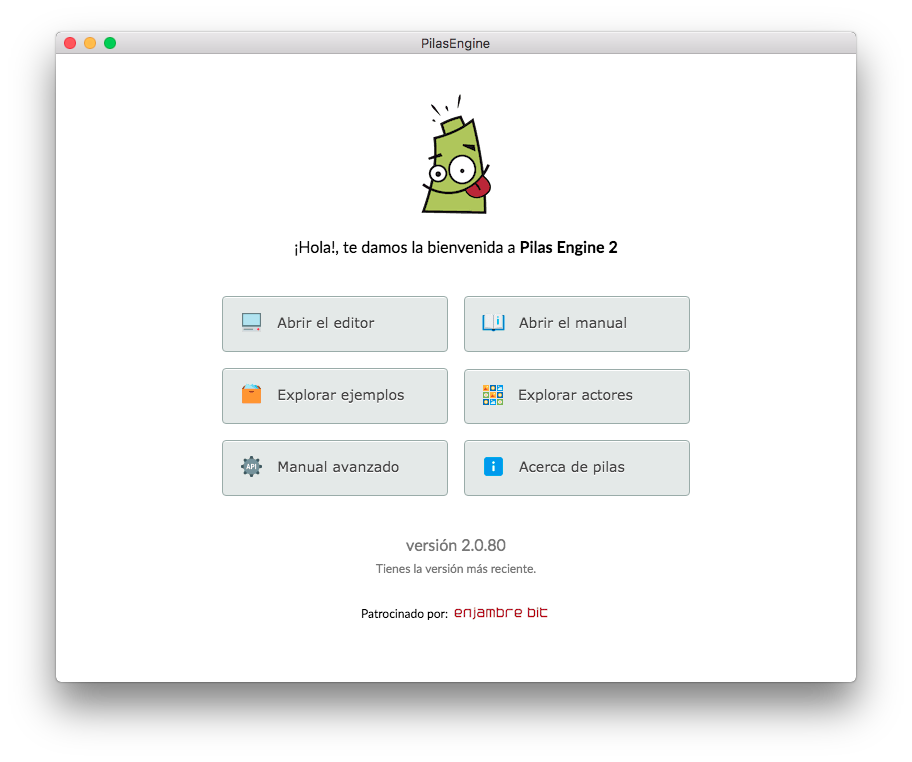 PilasEngine
¡Hola!, te damos la bienvenida a Pilas Engine 2
Abrir el editor
Abrir el manual
Explorar ejemplos
Explorar actores
API
Manual avanzado
i
Acerca de pilas
versión 2.0.80
Tienes la versión más reciente.
Patrocinado por: enjambre bit